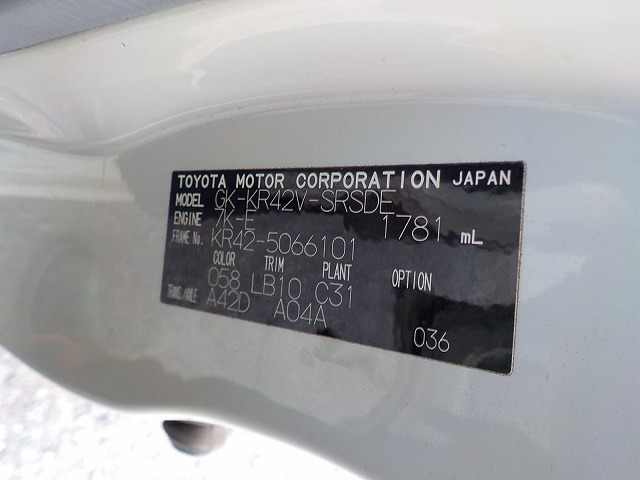 TOYOTA MOTOR CORPORATION JAPAN
MODEL GK-KR42V-SRSDE
ENGINE 7K-E 1781 mL
FRAME No. KR42-5066101
COLOR TRIM PLANT OPTION
058 LB10 C31
TRANS./AXLE A42D A04A
036